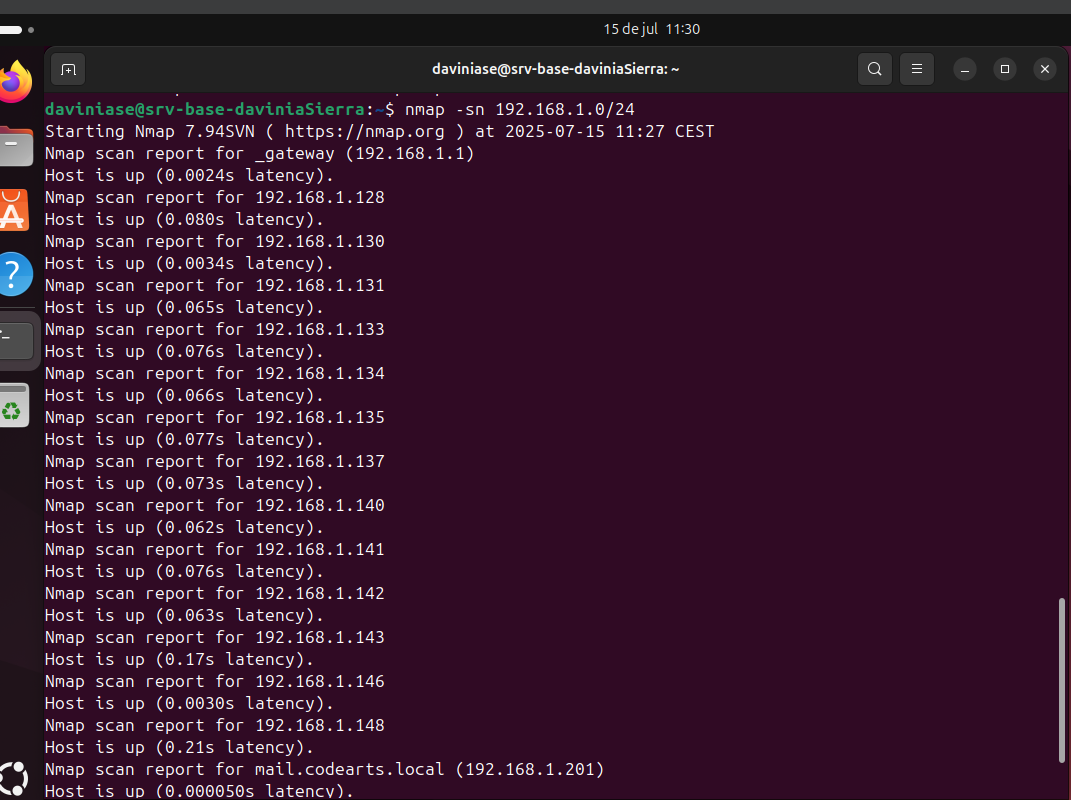 15 de jul 11:30
daviniase@srv-base-daviniaSierra: ~
daviniase@srv-base-daviniaSierra:~$ nmap -sn 192.168.1.0/24
Starting Nmap 7.94SVN ( https://nmap.org ) at 2025-07-15 11:27 CEST
Nmap scan report for _gateway (192.168.1.1)
Host is up (0.0024s latency).
Nmap scan report for 192.168.1.128
Host is up (0.080s latency).
Nmap scan report for 192.168.1.130
Host is up (0.0034s latency).
Nmap scan report for 192.168.1.131
Host is up (0.065s latency).
Nmap scan report for 192.168.1.133
Host is up (0.076s latency).
Nmap scan report for 192.168.1.134
Host is up (0.066s latency).
Nmap scan report for 192.168.1.135
Host is up (0.077s latency).
Nmap scan report for 192.168.1.137
Host is up (0.073s latency).
Nmap scan report for 192.168.1.140
Host is up (0.062s latency).
Nmap scan report for 192.168.1.141
Host is up (0.076s latency).
Nmap scan report for 192.168.1.142
Host is up (0.063s latency).
Nmap scan report for 192.168.1.143
Host is up (0.17s latency).
Nmap scan report for 192.168.1.146
Host is up (0.0030s latency).
Nmap scan report for 192.168.1.148
Host is up (0.21s latency).
Nmap scan report for mail.codearts.local (192.168.1.201)
Host is up (0.000050s latency).